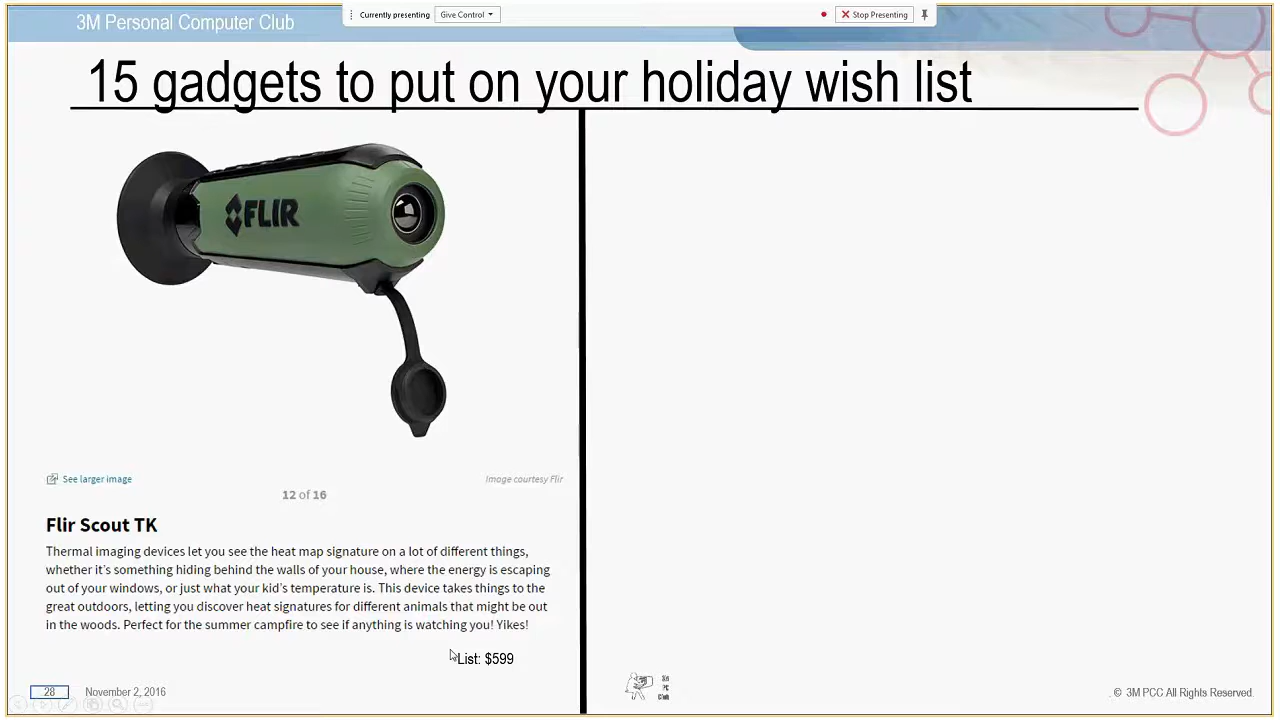 3M Personal Computer Club
Currently presenting
Give Control
Stop Presenting
15 gadgets to put on your holiday wish list
FLIR
See larger image
Image courtesy Flir
12 of 16
Flir Scout TK
Thermal imaging devices let you see the heat map signature on a lot of different things,
whether it's something hiding behind the walls of your house, where the energy is escaping
out of your windows, or just what your kid's temperature is. This device takes things to the
great outdoors, letting you discover heat signatures for different animals that might be out
in the woods. Perfect for the summer campfire to see if anything is watching you! Yikes!
List: $599
28
November 2, 2016
3M
PC
Club
© 3M PCC All Rights Reserved.